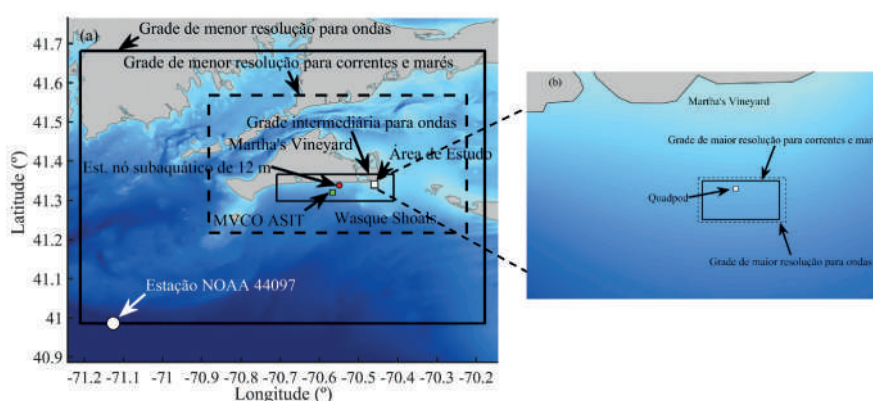 (a)
Grade de menor resolução para ondas
Grade de menor resolução para correntes e marés
Grade intermediária para ondas
Martha's Vineyard
Área de Estudo
Est. nó subaquático de 12 m
MVCO ASIT
Wasque Shoals
Estação NOAA 44097
Latitude (º)
41.7
41.6
41.5
41.4
41.3
41.2
41.1
41
40.9
-71.2 -71.1 -71 -70.9 -70.8 -70.7 -70.6 -70.5 -70.4 -70.3 -70.2
Longitude (º)
(b)
Martha's Vineyard
Grade de maior resolução para correntes e mar
Quadpod
Grade de maior resolução para ondas